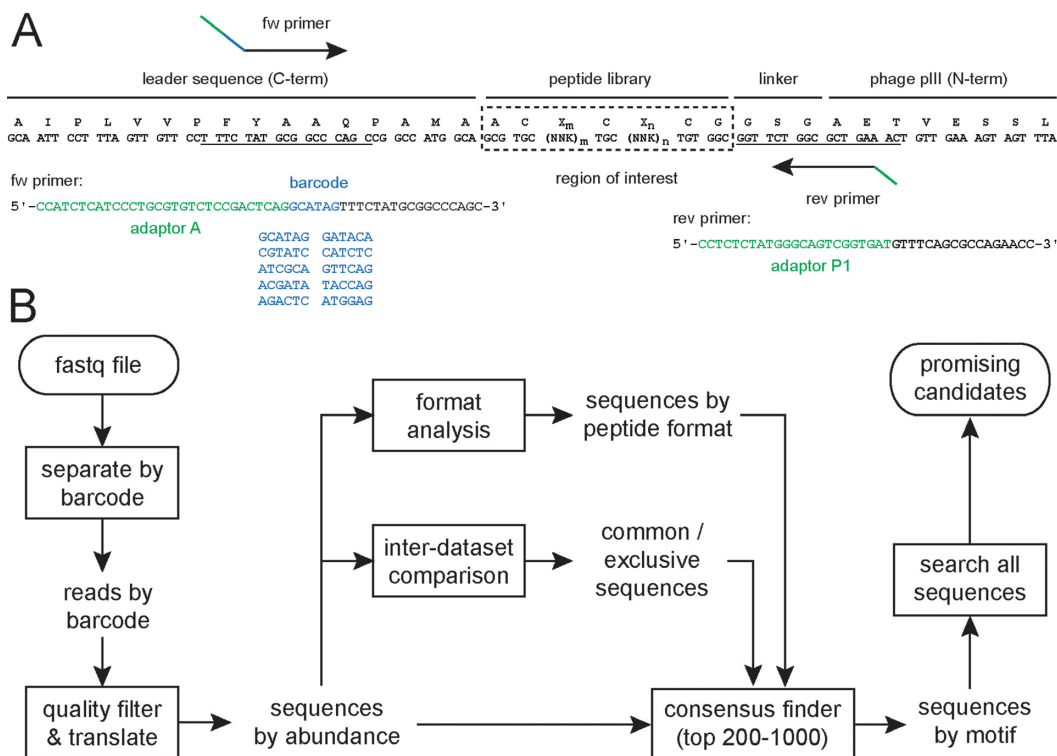 A
fw primer
leader sequence (C-term)
peptide library
linker
phage pIII (N-term)
A I P L V V P F Y A A Q P A M A A C Xm C Xn C G G S G A E T V E S S L
GCA ATT CCT TTA GTT GTT CCT TTC TAT GCG GCC CAG CCG GCC ATG GCA GCG TGC (NNK)m TGC (NNK)n TGT GGC GGT TCT GGC GCT GAA ACT GTT GAA AGT AGT TTA
fw primer:
barcode
region of interest
rev primer
5'-CCATCTCATCCCTGCGTGTCTCCGACTCAGGCATAGTTTCTATGCGGCCCAGC-3'
adaptor A
rev primer:
GCATAG GATACA
CGTATC CATCTC
ATCGCA GTTCAG
ACGATA TACCAG
AGACTC ATGGAG
5'-CCTCTCTATGGGCAGTCGGTGATGTTTCAGCGCCAGAACC-3'
adaptor P1
B
fastq file
separate by
barcode
reads by
barcode
quality filter
& translate
sequences
by abundance
format
analysis
sequences by
peptide format
inter-dataset
comparison
common /
exclusive
sequences
consensus finder
(top 200-1000)
sequences
by motif
search all
sequences
promising
candidates